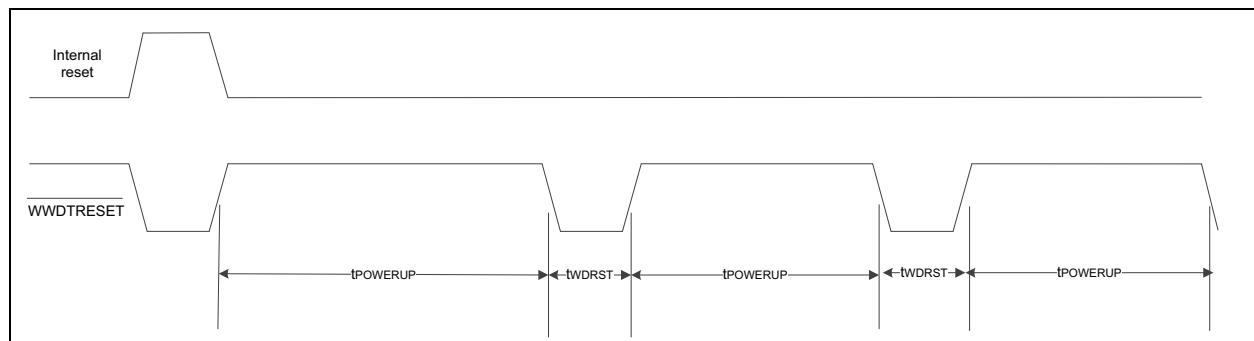 Internal
reset
WWDTRESET
tPOWERUP
tWDRST
tPOWERUP
tWDRST
tPOWERUP